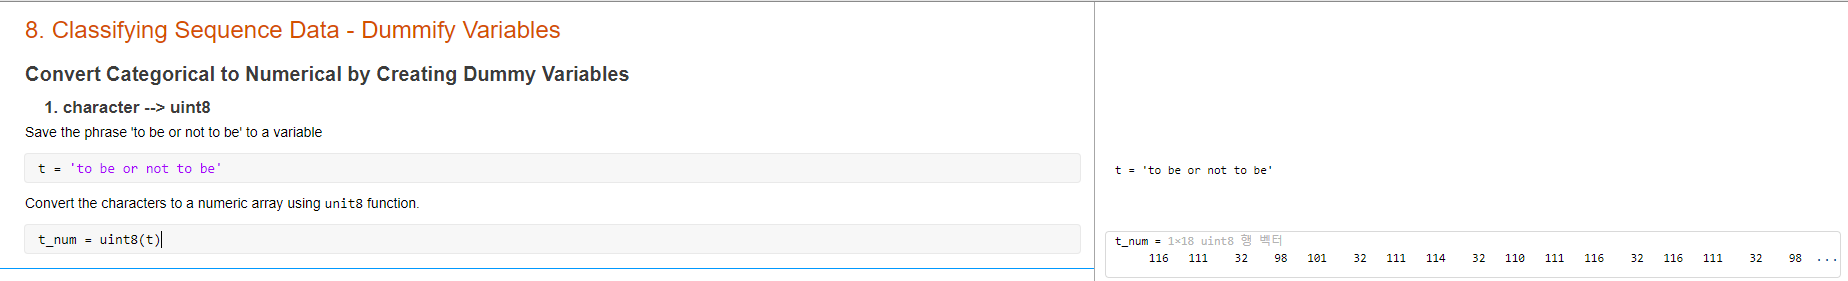 8. Classifying Sequence Data - Dummify Variables
Convert Categorical to Numerical by Creating Dummy Variables
1. character --> uint8
Save the phrase 'to be or not to be' to a variable
t = 'to be or not to be'
t = 'to be or not to be'
Convert the characters to a numeric array using unit8 function.
t_num = uint8(t)
t_num = 1×18 uint8 행 벡터
116 111 32 98 101 32 111 114 32 110 111 116 32 116 111 32 98 ...